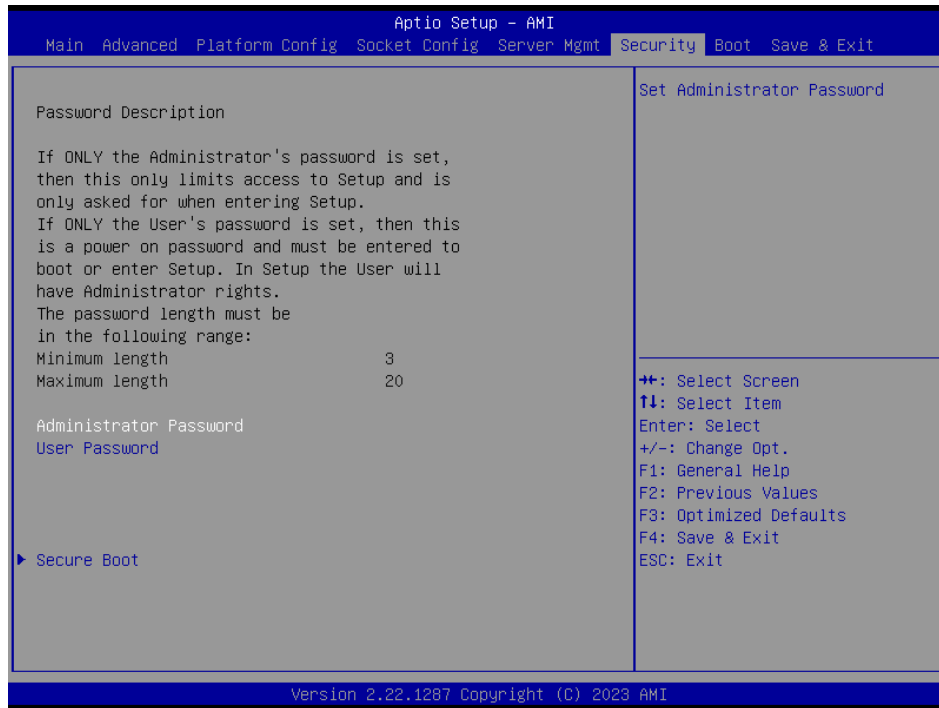 Aptio Setup – AMI
Main Advanced Platform Config Socket Config Server Mgmt Security Boot Save & Exit
Password Description
If ONLY the Administrator's password is set,
then this only limits access to Setup and is
only asked for when entering Setup.
If ONLY the User's password is set, then this
is a power on password and must be entered to
boot or enter Setup. In Setup the User will
have Administrator rights.
The password length must be
in the following range:
Minimum length 3
Maximum length 20
Administrator Password
User Password
Secure Boot
Set Administrator Password
→←: Select Screen
↑↓: Select Item
Enter: Select
+/-: Change Opt.
F1: General Help
F2: Previous Values
F3: Optimized Defaults
F4: Save & Exit
ESC: Exit
Version 2.22.1287 Copyright (C) 2023 AMI